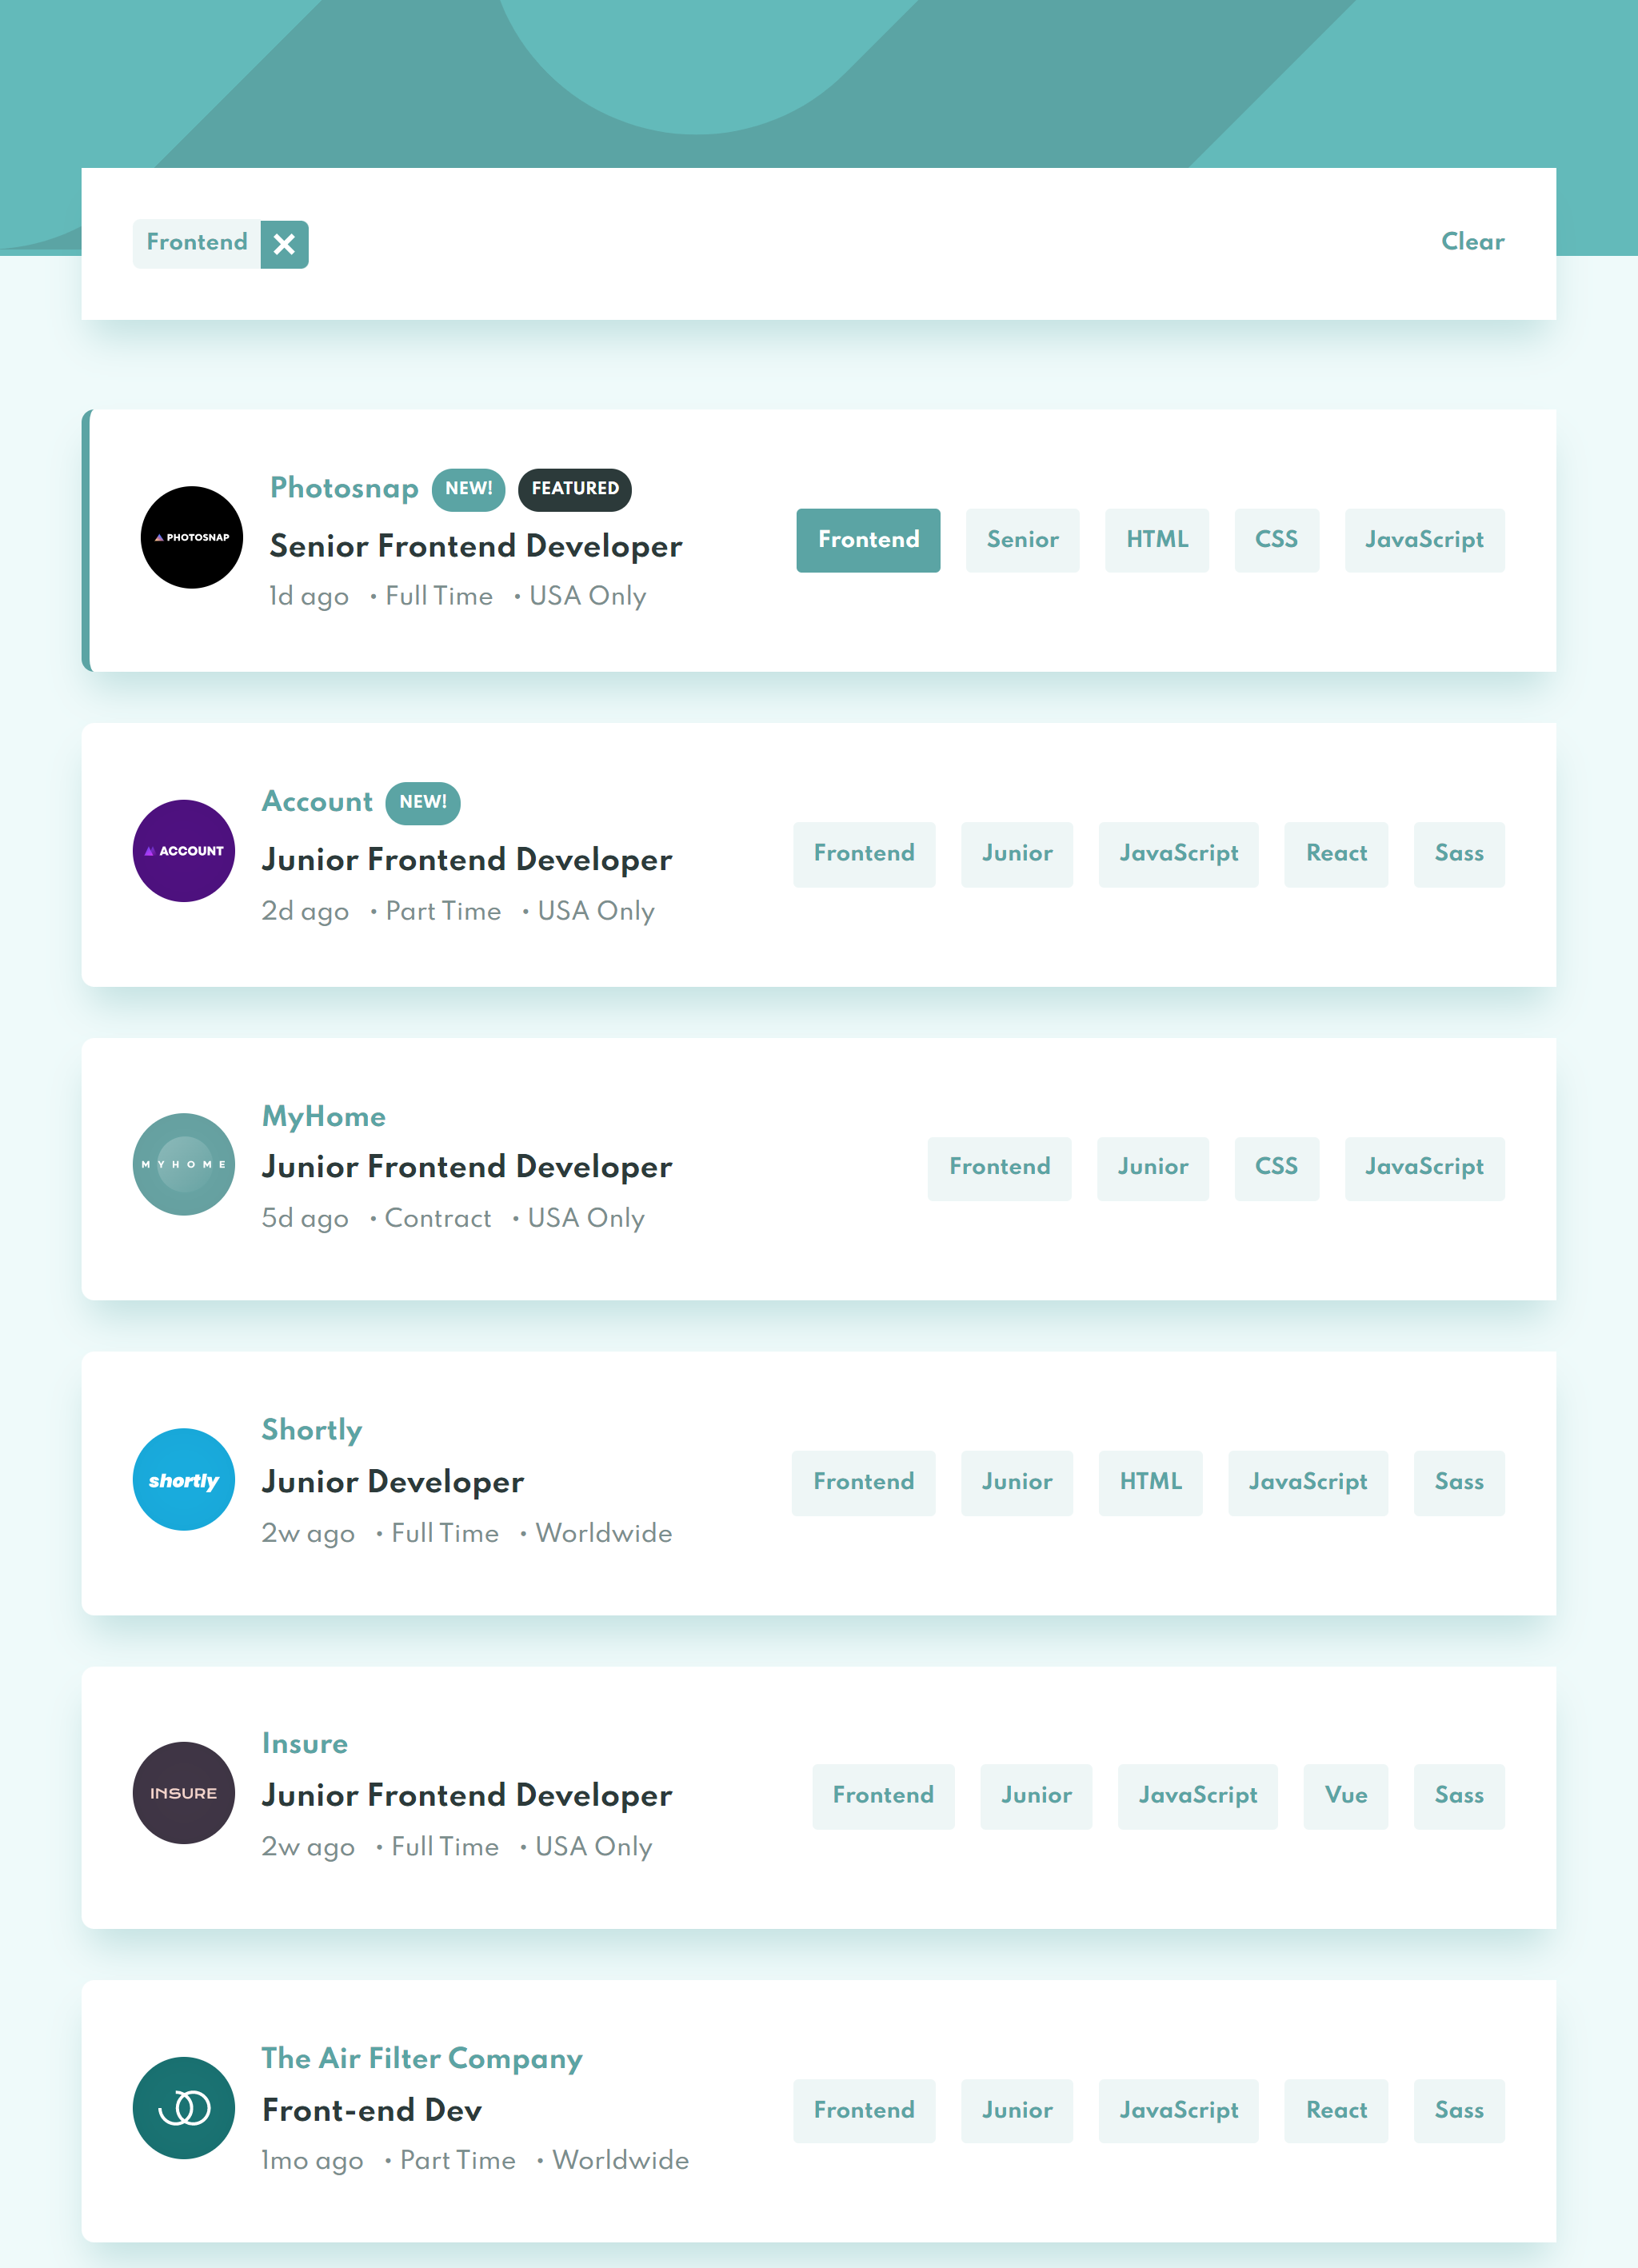 Frontend
Clear
PHOTOSNAP
Photosnap NEW! FEATURED
Senior Frontend Developer
1d ago • Full Time • USA Only
Frontend Senior HTML CSS JavaScript
ACCOUNT
Account NEW!
Junior Frontend Developer
2d ago • Part Time • USA Only
Frontend Junior JavaScript React Sass
MYHOME
MyHome
Junior Frontend Developer
5d ago • Contract • USA Only
Frontend Junior CSS JavaScript
shortly
Shortly
Junior Developer
2w ago • Full Time • Worldwide
Frontend Junior HTML JavaScript Sass
INSURE
Insure
Junior Frontend Developer
2w ago • Full Time • USA Only
Frontend Junior JavaScript Vue Sass
The Air Filter Company
Front-end Dev
1mo ago • Part Time • Worldwide
Frontend Junior JavaScript React Sass